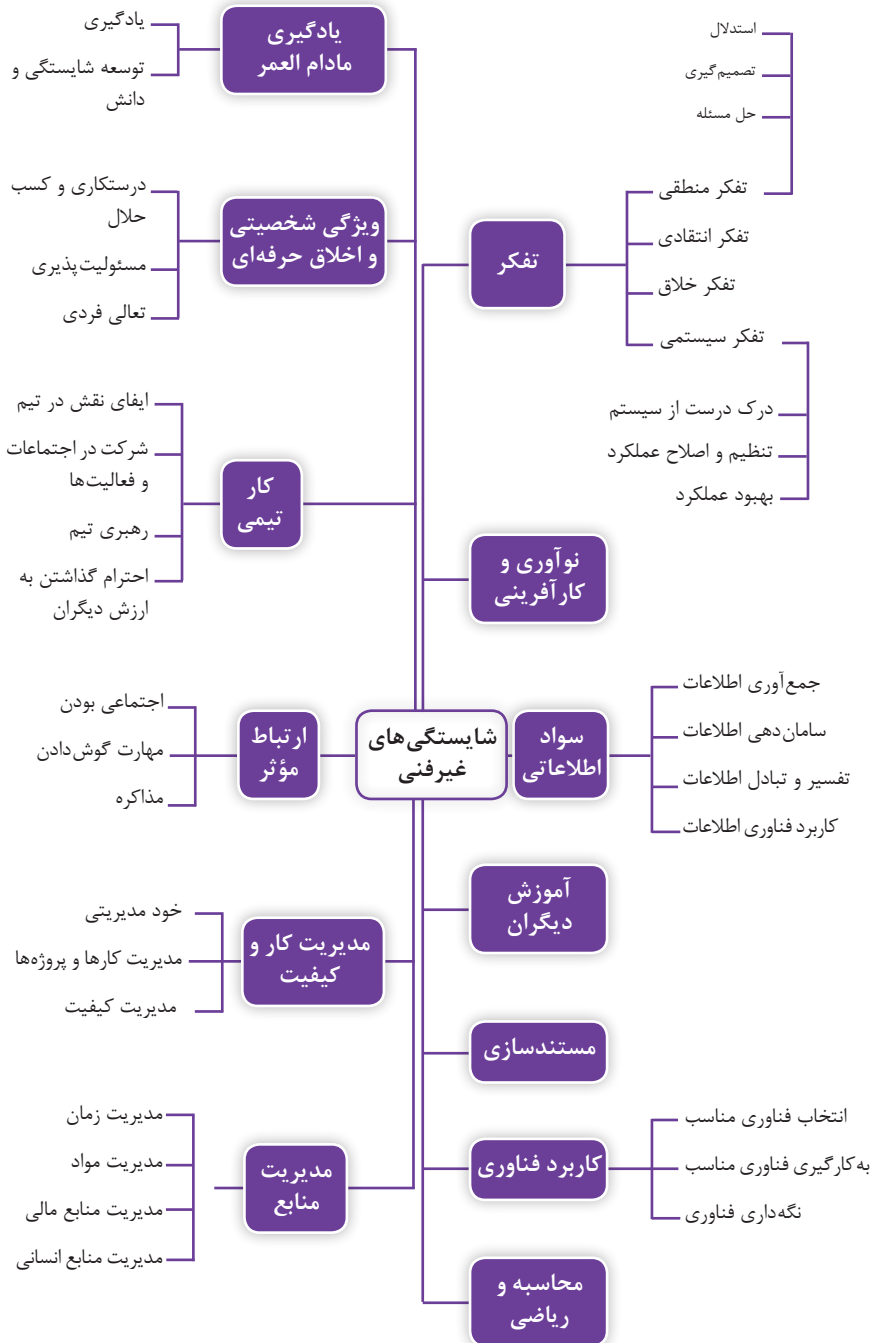 شایستگی‌های
غیرفنی
تفکر
تفکر منطقی
استدلال
تصمیم‌گیری
حل مسئله
تفکر انتقادی
تفکر خلاق
تفکر سیستمی
درک درست از سیستم
تنظیم و اصلاح عملکرد
بهبود عملکرد
نوآوری و
کارآفرینی
سواد
اطلاعاتی
جمع‌آوری اطلاعات
سامان‌دهی اطلاعات
تفسیر و تبادل اطلاعات
کاربرد فناوری اطلاعات
آموزش
دیگران
مستندسازی
کاربرد فناوری
انتخاب فناوری مناسب
به‌کارگیری فناوری مناسب
نگه‌داری فناوری
محاسبه و
ریاضی
یادگیری
مادام العمر
یادگیری
توسعه شایستگی و
دانش
ویژگی شخصیتی
و اخلاق حرفه‌ای
درستکاری و کسب
حلال
مسئولیت‌پذیری
تعالی فردی
کار
تیمی
ایفای نقش در تیم
شرکت در اجتماعات
و فعالیت‌ها
رهبری تیم
احترام گذاشتن به
ارزش دیگران
ارتباط
مؤثر
اجتماعی بودن
مهارت گوش‌دادن
مذاکره
مدیریت کار و
کیفیت
خود مدیریتی
مدیریت کارها و پروژه‌ها
مدیریت کیفیت
مدیریت
منابع
مدیریت زمان
مدیریت مواد
مدیریت منابع مالی
مدیریت منابع انسانی